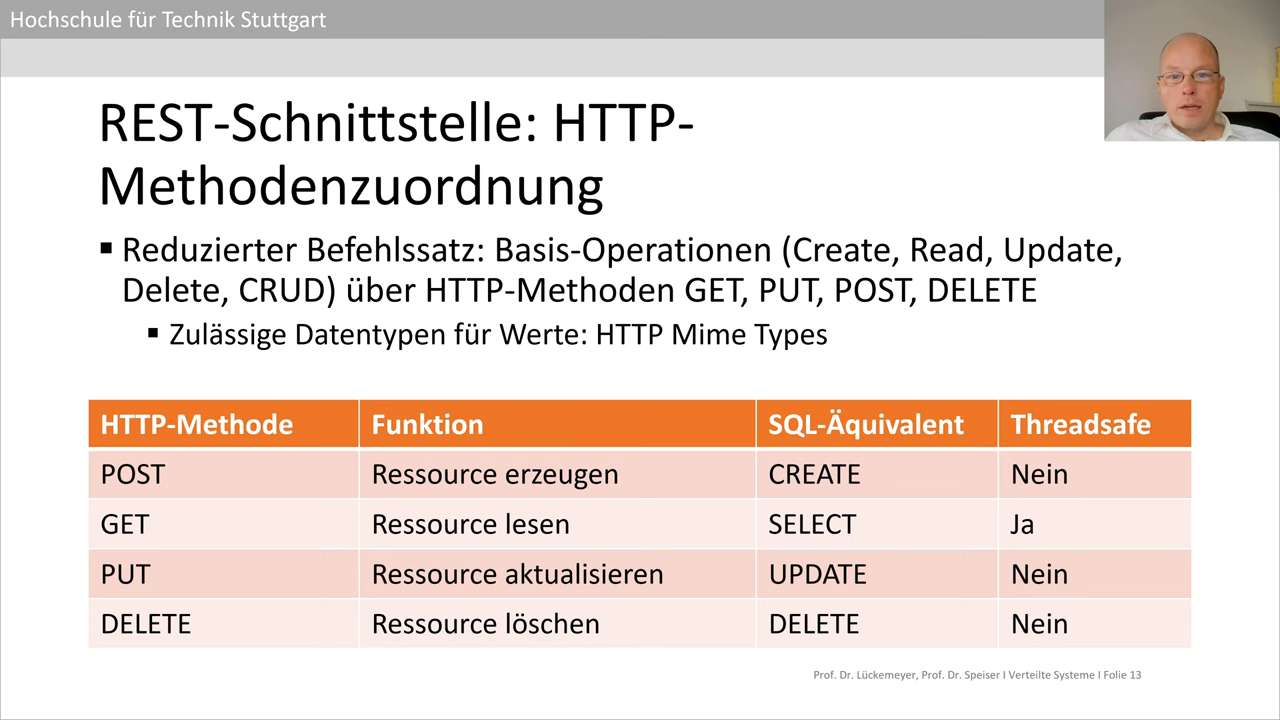 Hochschule für Technik Stuttgart
REST-Schnittstelle: HTTP-
Methodenzuordnung
▪ Reduzierter Befehlssatz: Basis-Operationen (Create, Read, Update,
Delete, CRUD) über HTTP-Methoden GET, PUT, POST, DELETE
▪ Zulässige Datentypen für Werte: HTTP Mime Types
HTTP-Methode Funktion SQL-Äquivalent Threadsafe
POST Ressource erzeugen CREATE Nein
GET Ressource lesen SELECT Ja
PUT Ressource aktualisieren UPDATE Nein
DELETE Ressource löschen DELETE Nein
Prof. Dr. Lückemeyer, Prof. Dr. Speiser I Verteilte Systeme I Folie 13